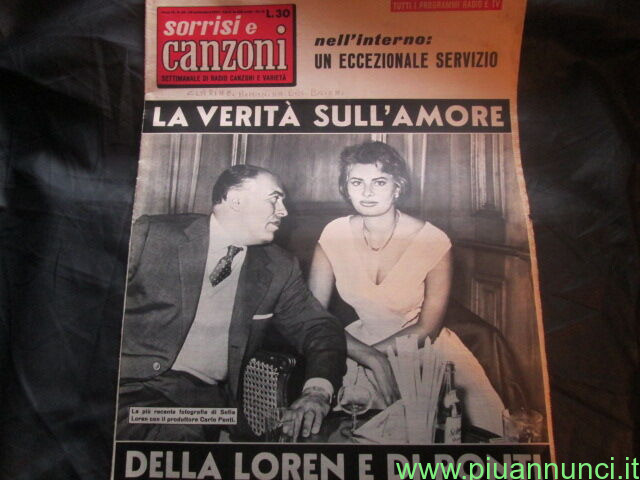 L. 30
TUTTI I PROGRAMMI RADIO E TV
sorrisi e
canzoni
SETTIMANALE DI RADIO CANZONI E VARIETÀ
nell'interno:
UN ECCEZIONALE SERVIZIO
LA VERITÀ SULL'AMORE
La più recente fotografia di Sofia
Loren con il produttore Carlo Ponti.
DELLA LOREN E DI PONTI
www.piuannunci.it